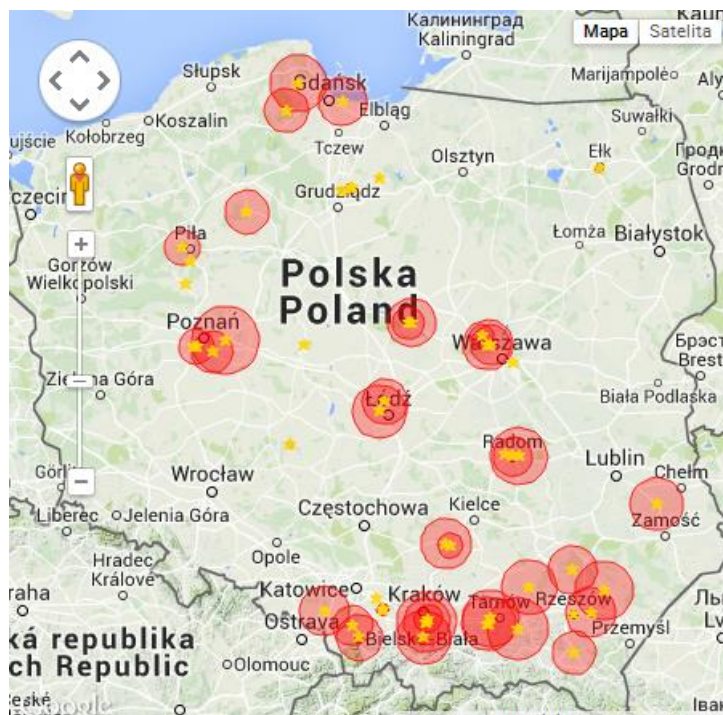 Калининград
Kaliningrad
Mapa
Satelita
Słupsk
Gdańsk
Marijampolė
Elbląg
Suwałki
Kołobrzeg
Koszalin
Tczew
Olsztyn
Ełk
Grudziądz
Piła
Łomża
Białystok
Gorzów
Wielkopolski
Polska
Poland
Poznań
Warszawa
Zielona Góra
Biała Podlaska
Łódź
Radom
Lublin
Chełm
Wrocław
Liberec
Jelenia Góra
Częstochowa
Kielce
Zamość
Opole
Hradec
Králové
Katowice
Kraków
Tarnów
Rzeszów
Ostrava
Bielsko-Biała
Przemyśl
Olomouc